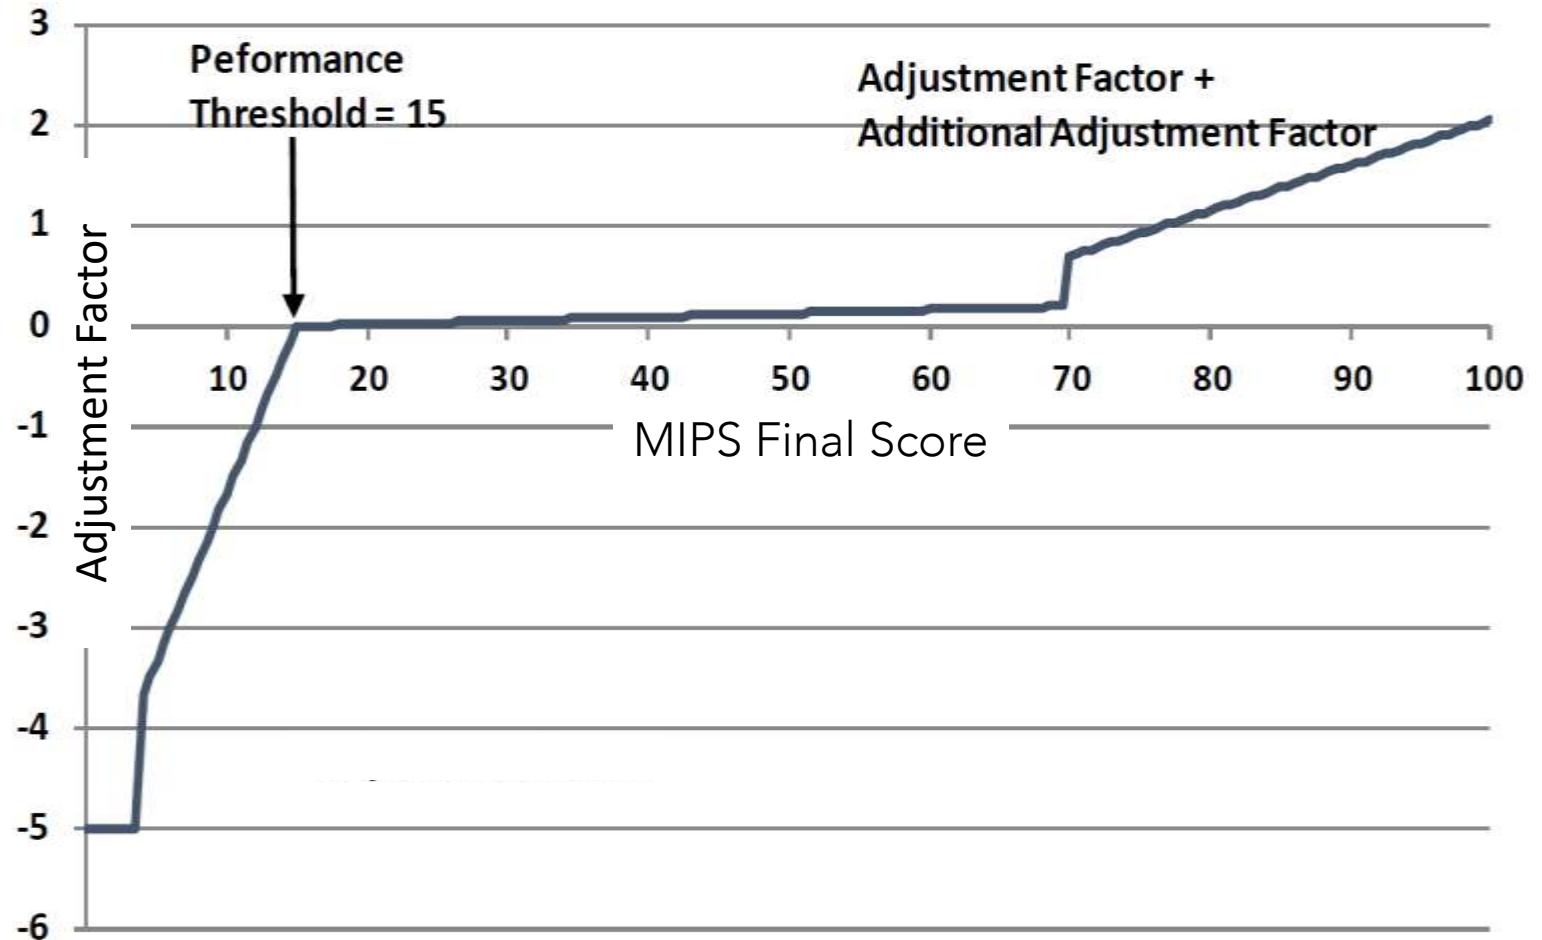 3
Peformance
Threshold = 15
Adjustment Factor +
Additional Adjustment Factor
2
1
0
-1
-2
-3
-4
-5
-6
Adjustment Factor
10 20 30 40 50 60 70 80 90 100
MIPS Final Score